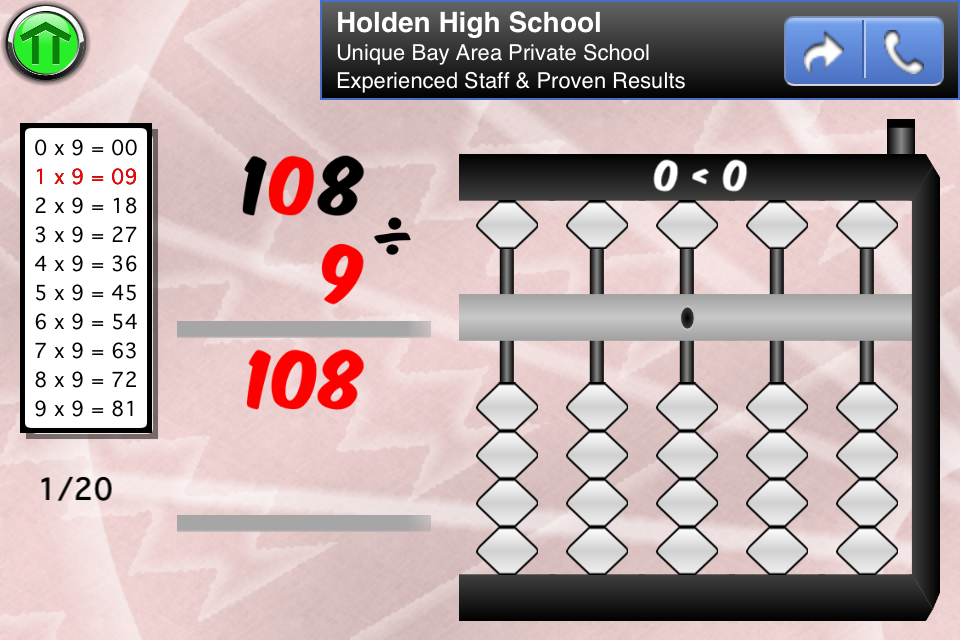 Holden High School
Unique Bay Area Private School
Experienced Staff & Proven Results
0 x 9 = 00
1 x 9 = 09
2 x 9 = 18
3 x 9 = 27
4 x 9 = 36
5 x 9 = 45
6 x 9 = 54
7 x 9 = 63
8 x 9 = 72
9 x 9 = 81
1/20
108
÷
9
108
0 < 0